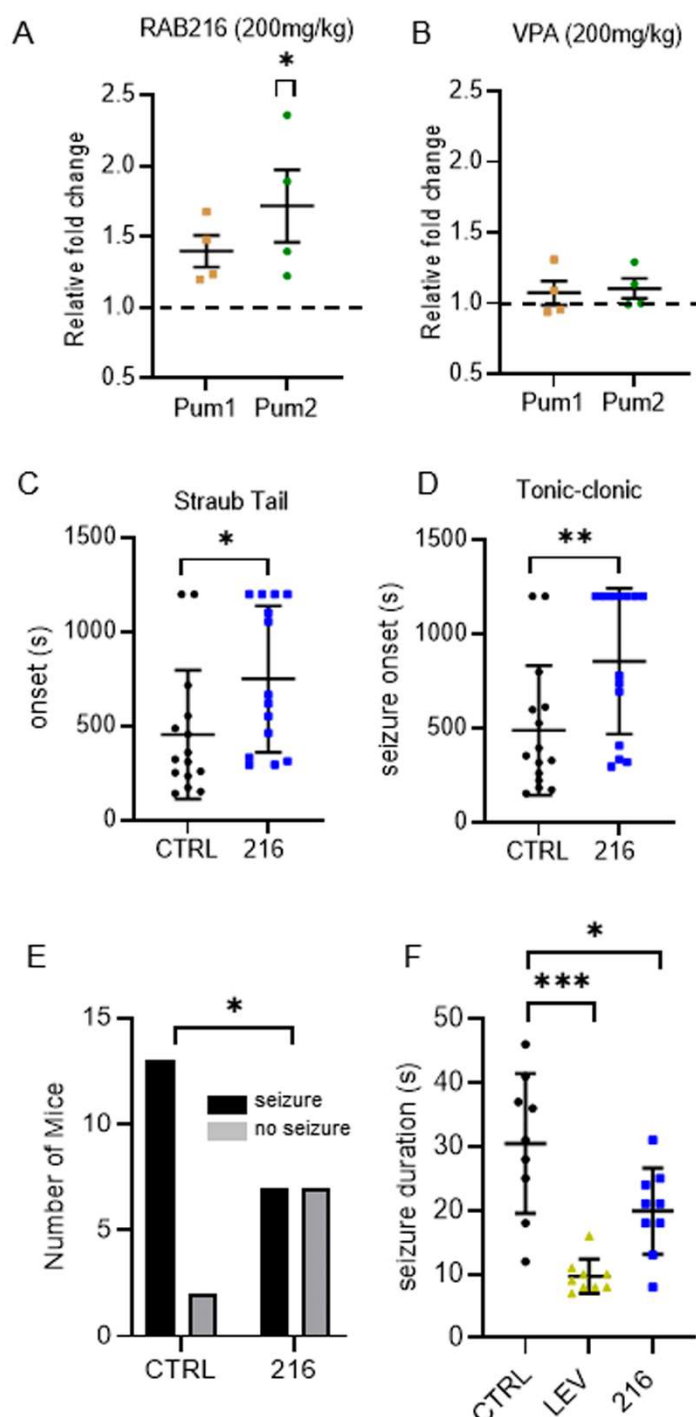 A
RAB216 (200mg/kg)
*
Relative fold change
2.5
2.0
1.5
1.0
0.5
Pum1 Pum2
B
VPA (200mg/kg)
Relative fold change
2.5
2.0
1.5
1.0
0.5
Pum1 Pum2
C
Straub Tail
*
onset (s)
1500
1000
500
0
CTRL 216
D
Tonic-clonic
**
seizure onset (s)
1500
1000
500
0
CTRL 216
E
*
Number of Mice
15
10
5
0
seizure
no seizure
CTRL 216
F
*
***
seizure duration (s)
50
40
30
20
10
0
CTRL LEV 216